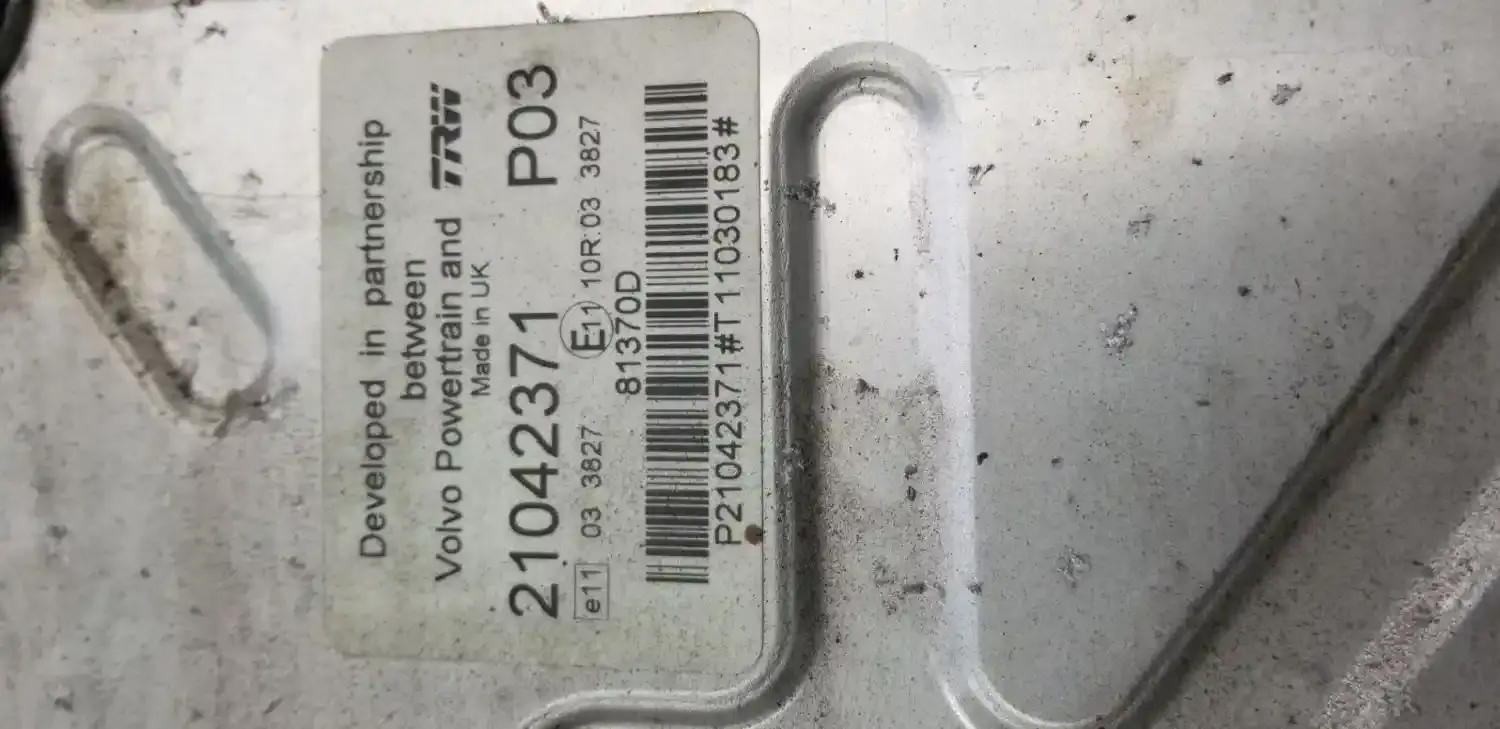 Developed in partnership
between
Volvo Powertrain and TRW
Made in UK
21042371 P03
e11 03 3827 E11 10R:03 3827
81370D
P21042371#T11030183#